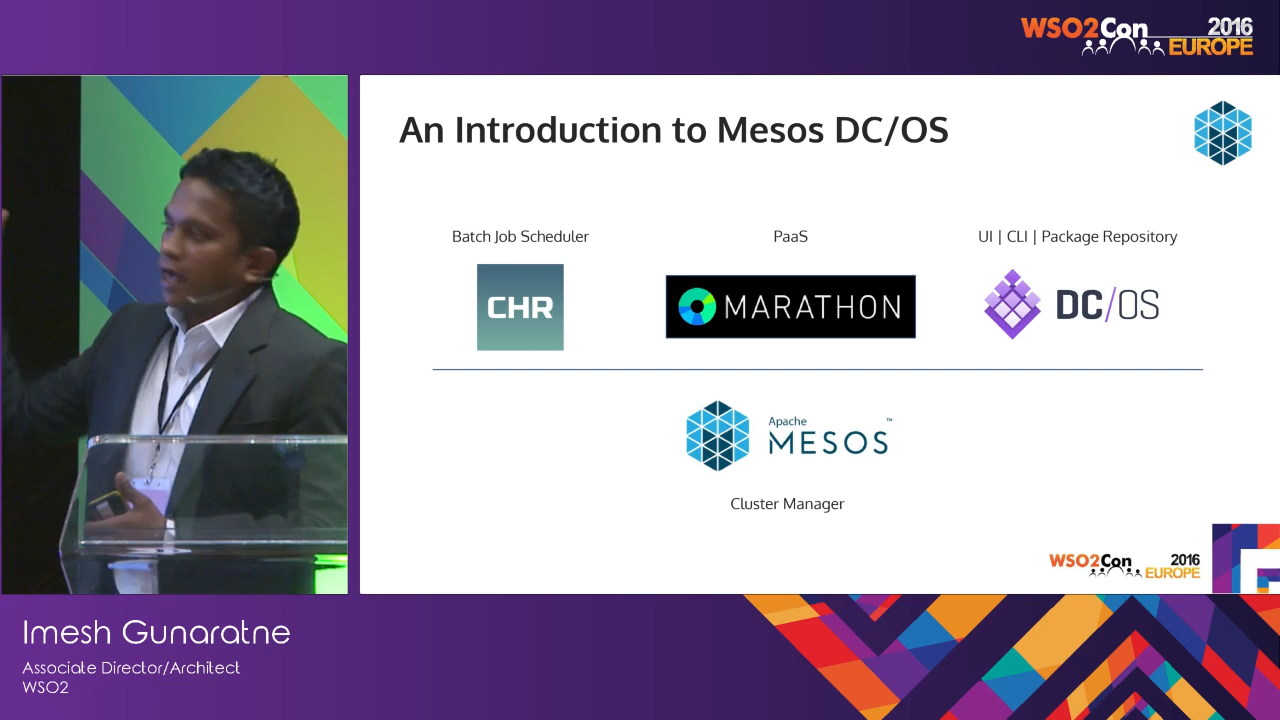 WSO2Con 2016
EUROPE
An Introduction to Mesos DC/OS
Batch Job Scheduler
PaaS
UI | CLI | Package Repository
CHR
MARATHON
DC/OS
Apache
MESOS™
Cluster Manager
WSO2Con 2016
EUROPE
Imesh Gunaratne
Associate Director/Architect
WSO2